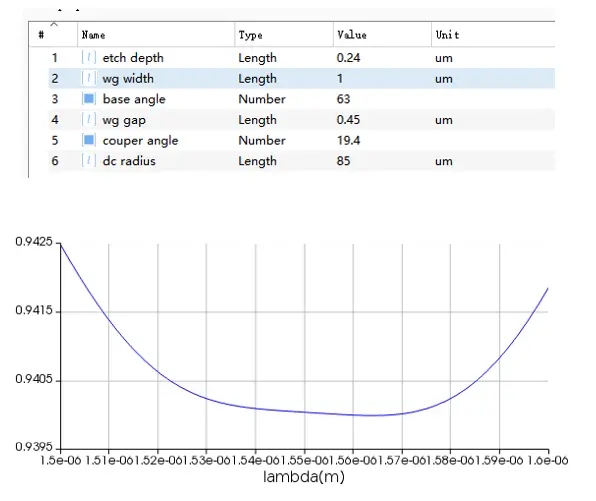 # Name Type Value Unit
1 etch depth Length 0.24 um
2 wg width Length 1 um
3 base angle Number 63
4 wg gap Length 0.45 um
5 couper angle Number 19.4
6 dc radius Length 85 um
0.9425
0.9415
0.9405
0.9395
1.5e-06 1.51e-06 1.52e-06 1.53e-06 1.54e-06 1.55e-06 1.56e-06 1.57e-06 1.58e-06 1.59e-06 1.6e-06
lambda(m)